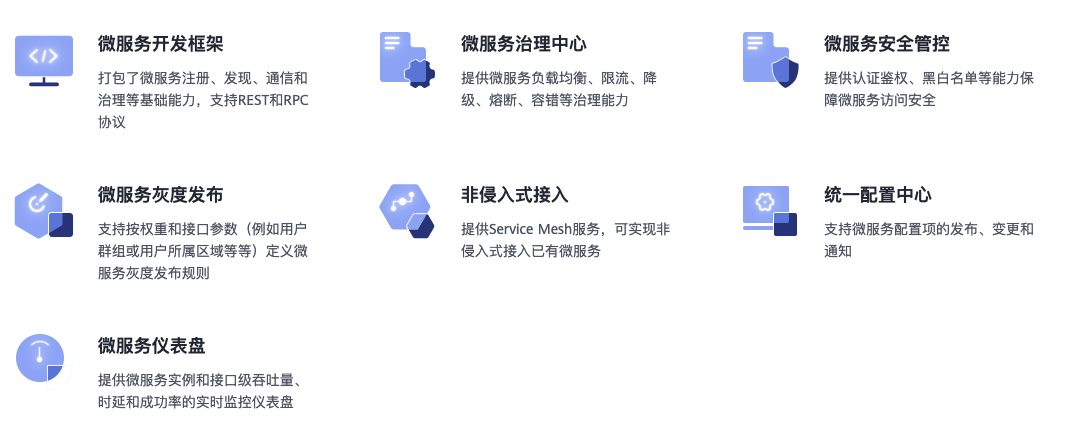 微服务开发框架
打包了微服务注册、发现、通信和
治理等基础能力，支持REST和RPC
协议
微服务治理中心
提供微服务负载均衡、限流、降
级、熔断、容错等治理能力
微服务安全管控
提供认证鉴权、黑白名单等能力保
障微服务访问安全
微服务灰度发布
支持按权重和接口参数（例如用户
群组或用户所属区域等等）定义微
服务灰度发布规则
非侵入式接入
提供Service Mesh服务，可实现非
侵入式接入已有微服务
统一配置中心
支持微服务配置项的发布、变更和
通知
微服务仪表盘
提供微服务实例和接口级吞吐量、
时延和成功率的实时监控仪表盘